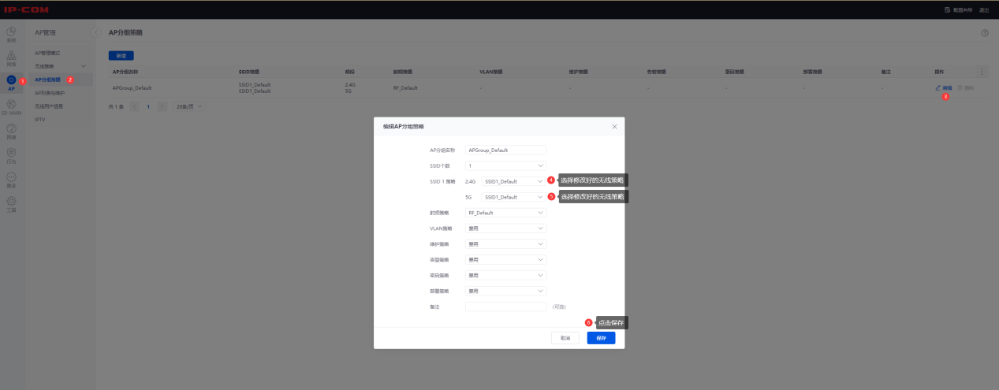 IP-COM
配置向导 退出
系统
网络
1
AP
SD-WAN
行为
更多
工具
AP管理
AP管理模式
无线策略
AP分组策略 2
AP列表与维护
无线用户信息
IPTV
AP分组策略
新增
AP分组名称 SSID策略 频段 射频策略 VLAN策略 维护策略 告警策略 密码策略 部署策略 备注 操作
APGroup_Default SSID1_Default 2.4G RF_Default - - - - - - 编辑 删除
SSID1_Default 5G
3
共 1 条 1 20条/页
编辑AP分组策略
AP分组名称 APGroup_Default
SSID个数 1
SSID 1 策略 2.4G SSID1_Default 4 选择修改好的无线策略
5G SSID1_Default 5 选择修改好的无线策略
射频策略 RF_Default
VLAN策略 禁用
维护策略 禁用
告警策略 禁用
密码策略 禁用
部署策略 禁用
备注 (可选)
6 点击保存
取消 保存